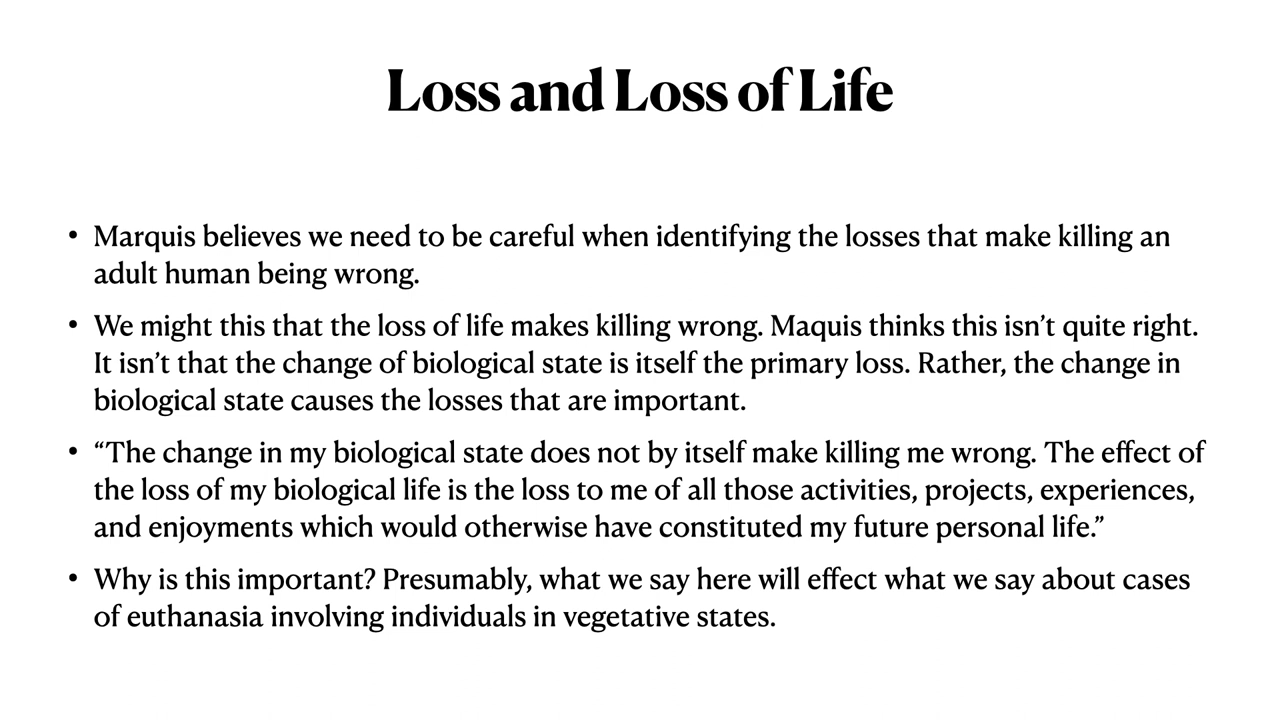 Loss and Loss of Life
• Marquis believes we need to be careful when identifying the losses that make killing an
adult human being wrong.
• We might this that the loss of life makes killing wrong. Maquis thinks this isn’t quite right.
It isn’t that the change of biological state is itself the primary loss. Rather, the change in
biological state causes the losses that are important.
• “The change in my biological state does not by itself make killing me wrong. The effect of
the loss of my biological life is the loss to me of all those activities, projects, experiences,
and enjoyments which would otherwise have constituted my future personal life.”
• Why is this important? Presumably, what we say here will effect what we say about cases
of euthanasia involving individuals in vegetative states.